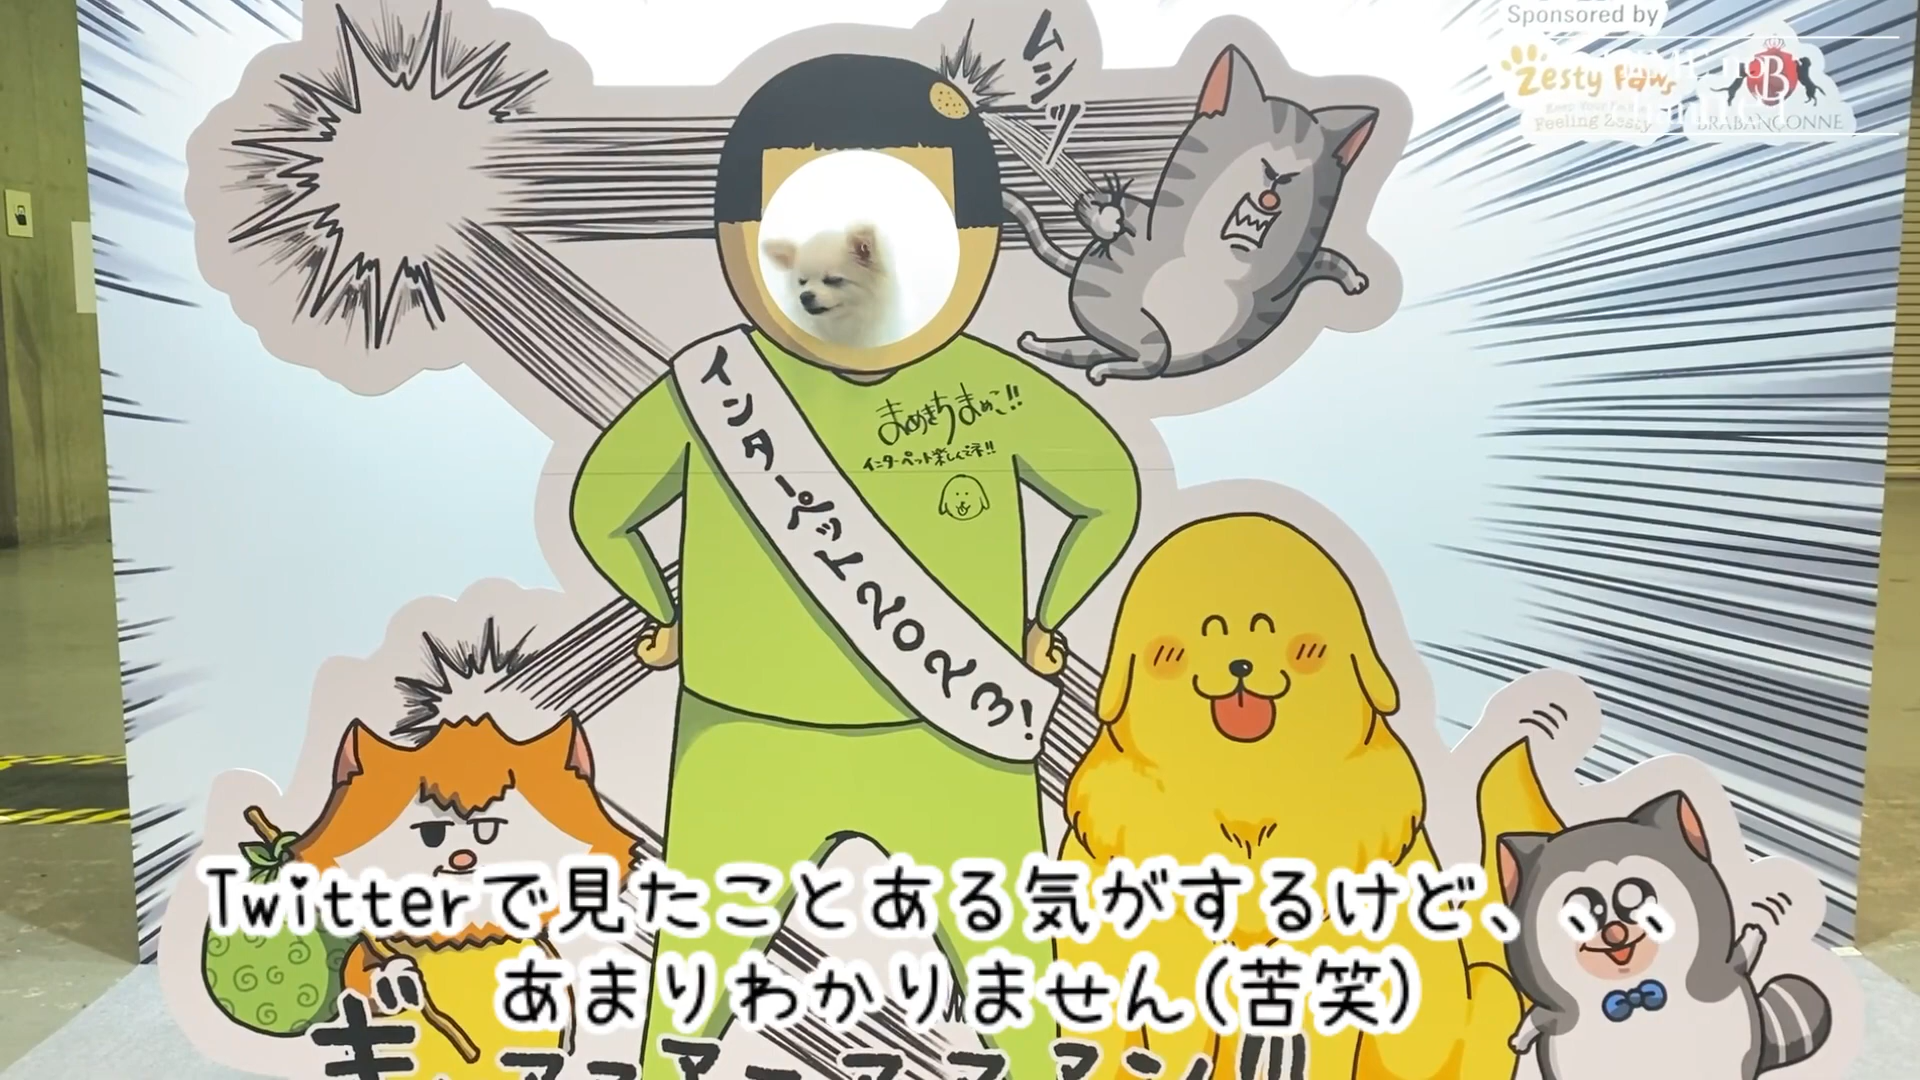 Sponsored by
Zesty Paws
Feeling Zesty
BRABANÇONNE
ムシッ
まめきちまめこ!!
インターペット楽しんでネ!!
インターペット2023!
Twitterで見たことある気がするけど、、、
あまりわかりません(苦笑)